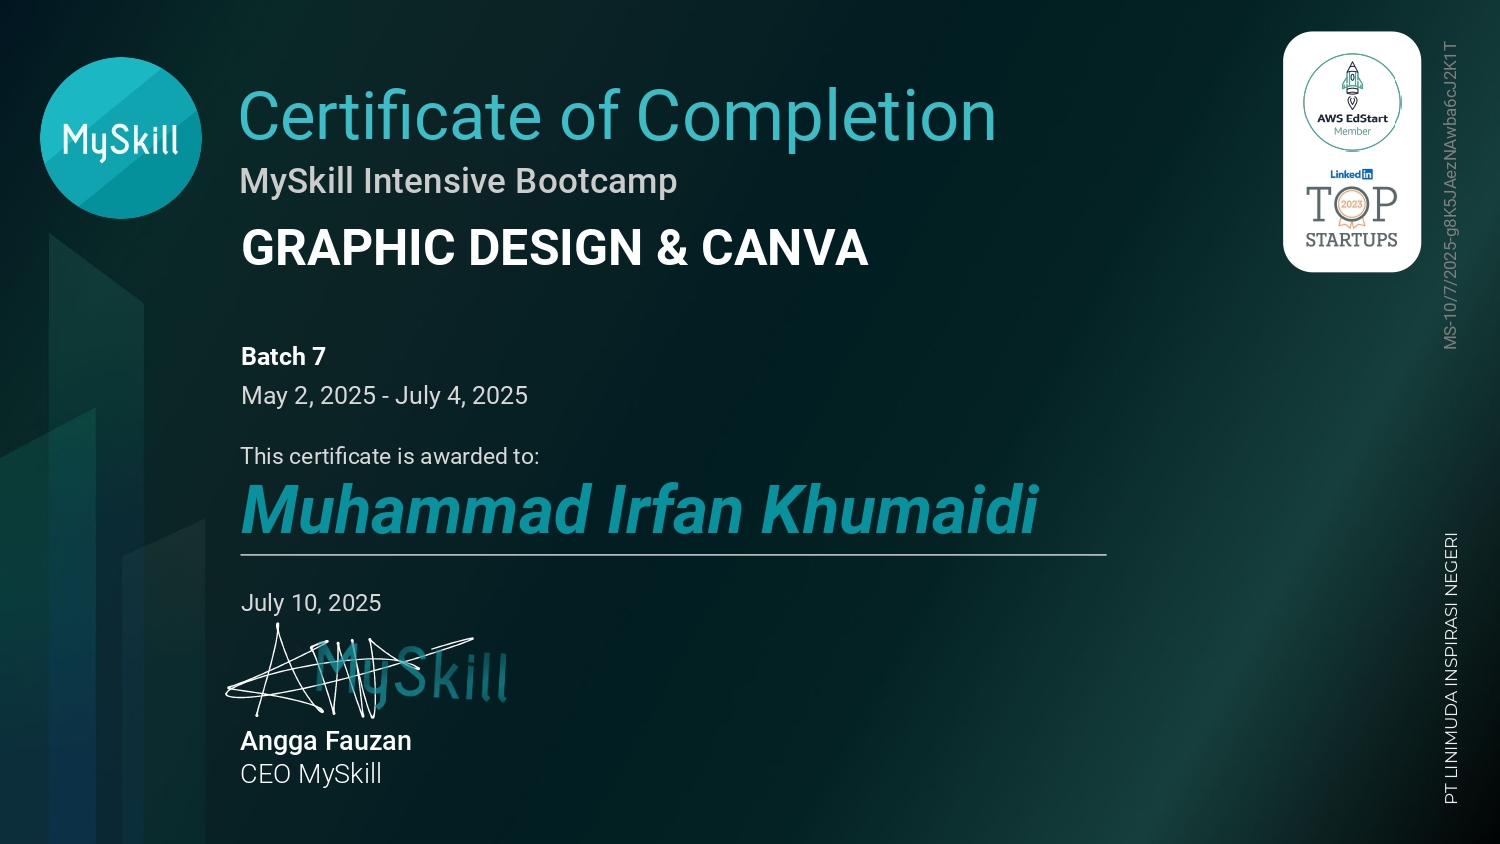 MySkill
Certificate of Completion
MySkill Intensive Bootcamp
GRAPHIC DESIGN & CANVA
AWS EdStart
Member
LinkedIn
TOP
2023
STARTUPS
MS-10/7/2025-g8K5JAezNAwba6cJ2K1T
Batch 7
May 2, 2025 - July 4, 2025
This certificate is awarded to:
Muhammad Irfan Khumaidi
July 10, 2025
MySkill
Angga Fauzan
CEO MySkill
PT LINIMUDA INSPIRASI NEGERI